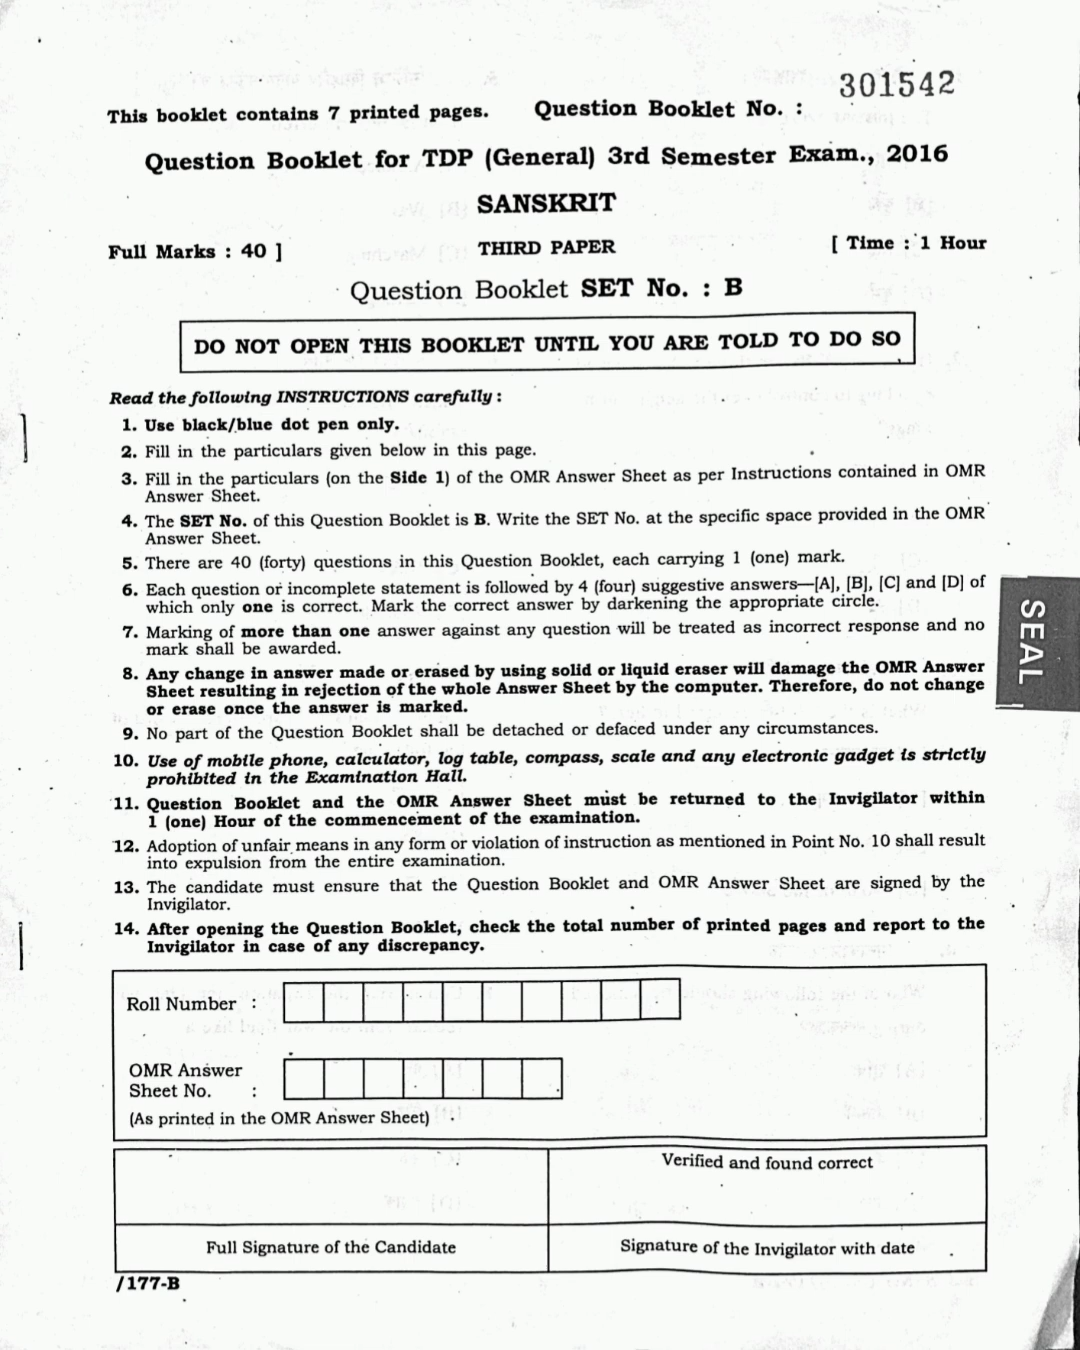 301542
This booklet contains 7 printed pages. Question Booklet No. :
Question Booklet for TDP (General) 3rd Semester Exam., 2016
SANSKRIT
Full Marks : 40 ] THIRD PAPER [ Time : 1 Hour
Question Booklet SET No. : B
DO NOT OPEN THIS BOOKLET UNTIL YOU ARE TOLD TO DO SO
Read the following INSTRUCTIONS carefully :
1. Use black/blue dot pen only.
2. Fill in the particulars given below in this page.
3. Fill in the particulars (on the Side 1) of the OMR Answer Sheet as per Instructions contained in OMR
Answer Sheet.
4. The SET No. of this Question Booklet is B. Write the SET No. at the specific space provided in the OMR
Answer Sheet.
5. There are 40 (forty) questions in this Question Booklet, each carrying 1 (one) mark.
6. Each question or incomplete statement is followed by 4 (four) suggestive answers—[A], [B], [C] and [D] of
which only one is correct. Mark the correct answer by darkening the appropriate circle.
7. Marking of more than one answer against any question will be treated as incorrect response and no
mark shall be awarded.
8. Any change in answer made or erased by using solid or liquid eraser will damage the OMR Answer
Sheet resulting in rejection of the whole Answer Sheet by the computer. Therefore, do not change
or erase once the answer is marked.
9. No part of the Question Booklet shall be detached or defaced under any circumstances.
10. Use of mobile phone, calculator, log table, compass, scale and any electronic gadget is strictly
prohibited in the Examination Hall.
11. Question Booklet and the OMR Answer Sheet must be returned to the Invigilator within
1 (one) Hour of the commencement of the examination.
12. Adoption of unfair means in any form or violation of instruction as mentioned in Point No. 10 shall result
into expulsion from the entire examination.
13. The candidate must ensure that the Question Booklet and OMR Answer Sheet are signed by the
Invigilator.
14. After opening the Question Booklet, check the total number of printed pages and report to the
Invigilator in case of any discrepancy.
SEAL
Roll Number :
OMR Answer
Sheet No. :
(As printed in the OMR Answer Sheet)
Verified and found correct
Full Signature of the Candidate Signature of the Invigilator with date
/177-B